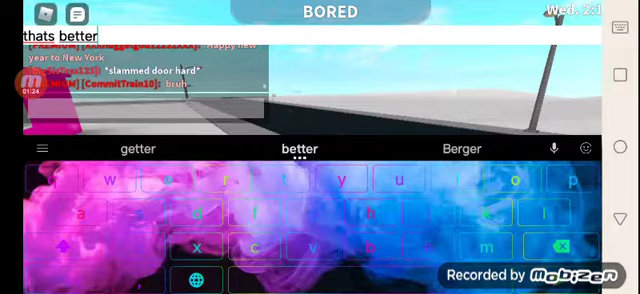 BORED
Wed. 2:1
thats better
Happy new
year to New York
*slammed door hard*
[CommitTrain10]: bruh
01:24
getter better Berger
w r t y u o p
a d f h l
x c v b m
Recorded by Mobizen